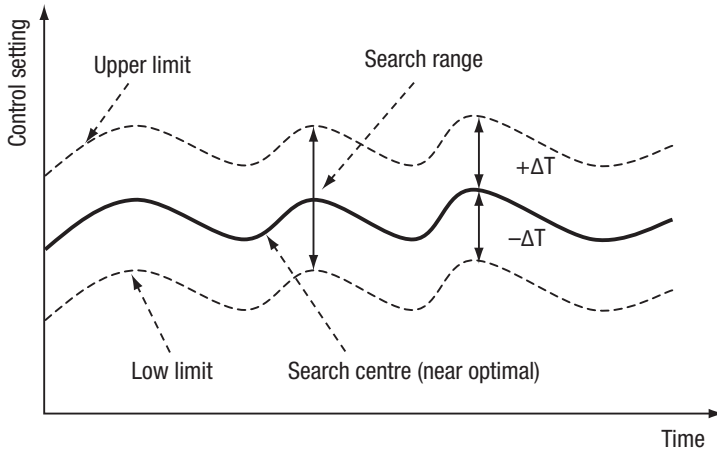 Control setting
Upper limit
Search range
+ΔT
−ΔT
Low limit
Search centre (near optimal)
Time